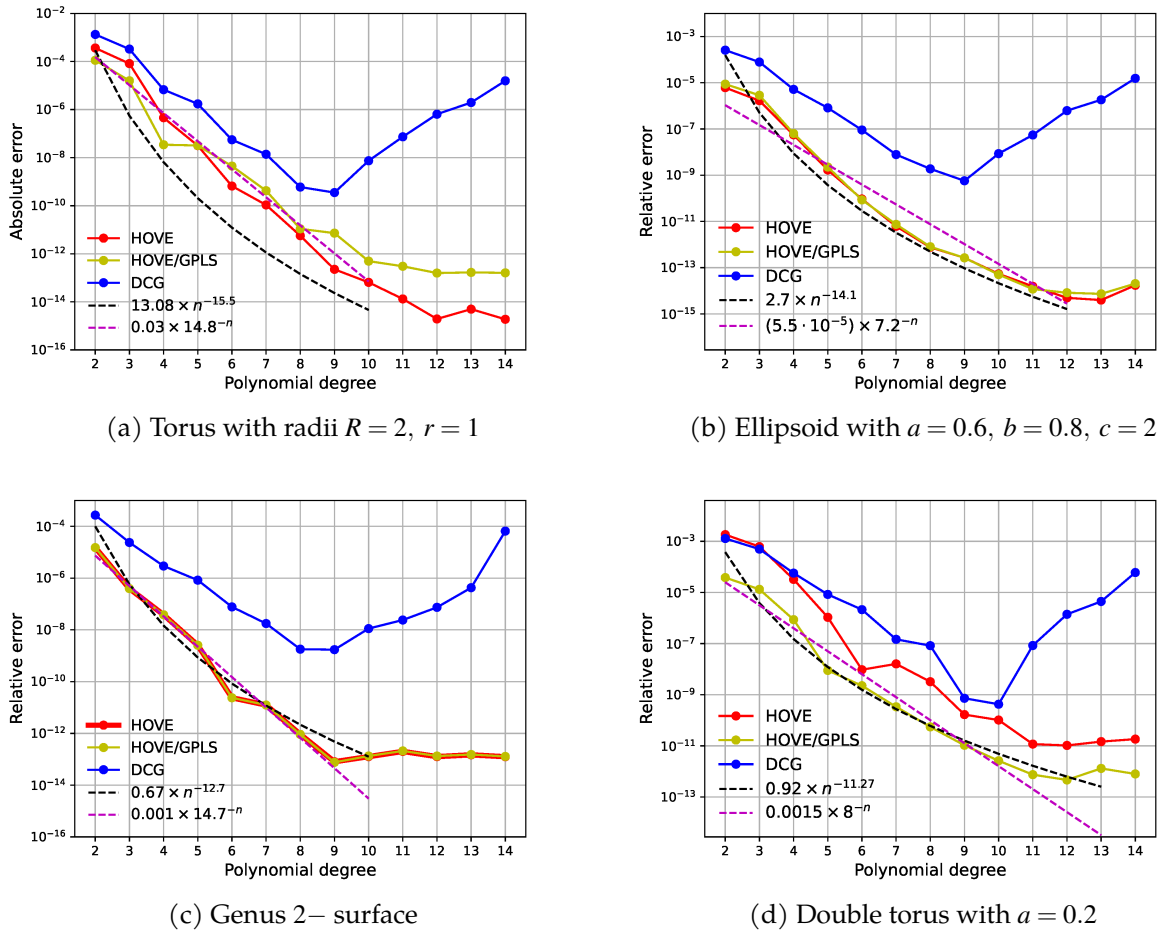 10^{-2}
10^{-4}
10^{-6}
10^{-8}
10^{-10}
10^{-12}
10^{-14}
10^{-16}
Absolute error
HOVE
HOVE/GPLS
DCG
13.08 × n^{-15.5}
0.03 × 14.8^{-n}
2 3 4 5 6 7 8 9 10 11 12 13 14
Polynomial degree
(a) Torus with radii R = 2, r = 1
10^{-3}
10^{-5}
10^{-7}
10^{-9}
10^{-11}
10^{-13}
10^{-15}
Relative error
HOVE
HOVE/GPLS
DCG
2.7 × n^{-14.1}
(5.5 · 10^{-5}) × 7.2^{-n}
2 3 4 5 6 7 8 9 10 11 12 13 14
Polynomial degree
(b) Ellipsoid with a = 0.6, b = 0.8, c = 2
10^{-4}
10^{-6}
10^{-8}
10^{-10}
10^{-12}
10^{-14}
10^{-16}
Relative error
HOVE
HOVE/GPLS
DCG
0.67 × n^{-12.7}
0.001 × 14.7^{-n}
2 3 4 5 6 7 8 9 10 11 12 13 14
Polynomial degree
(c) Genus 2− surface
10^{-3}
10^{-5}
10^{-7}
10^{-9}
10^{-11}
10^{-13}
Relative error
HOVE
HOVE/GPLS
DCG
0.92 × n^{-11.27}
0.0015 × 8^{-n}
2 3 4 5 6 7 8 9 10 11 12 13 14
Polynomial degree
(d) Double torus with a = 0.2